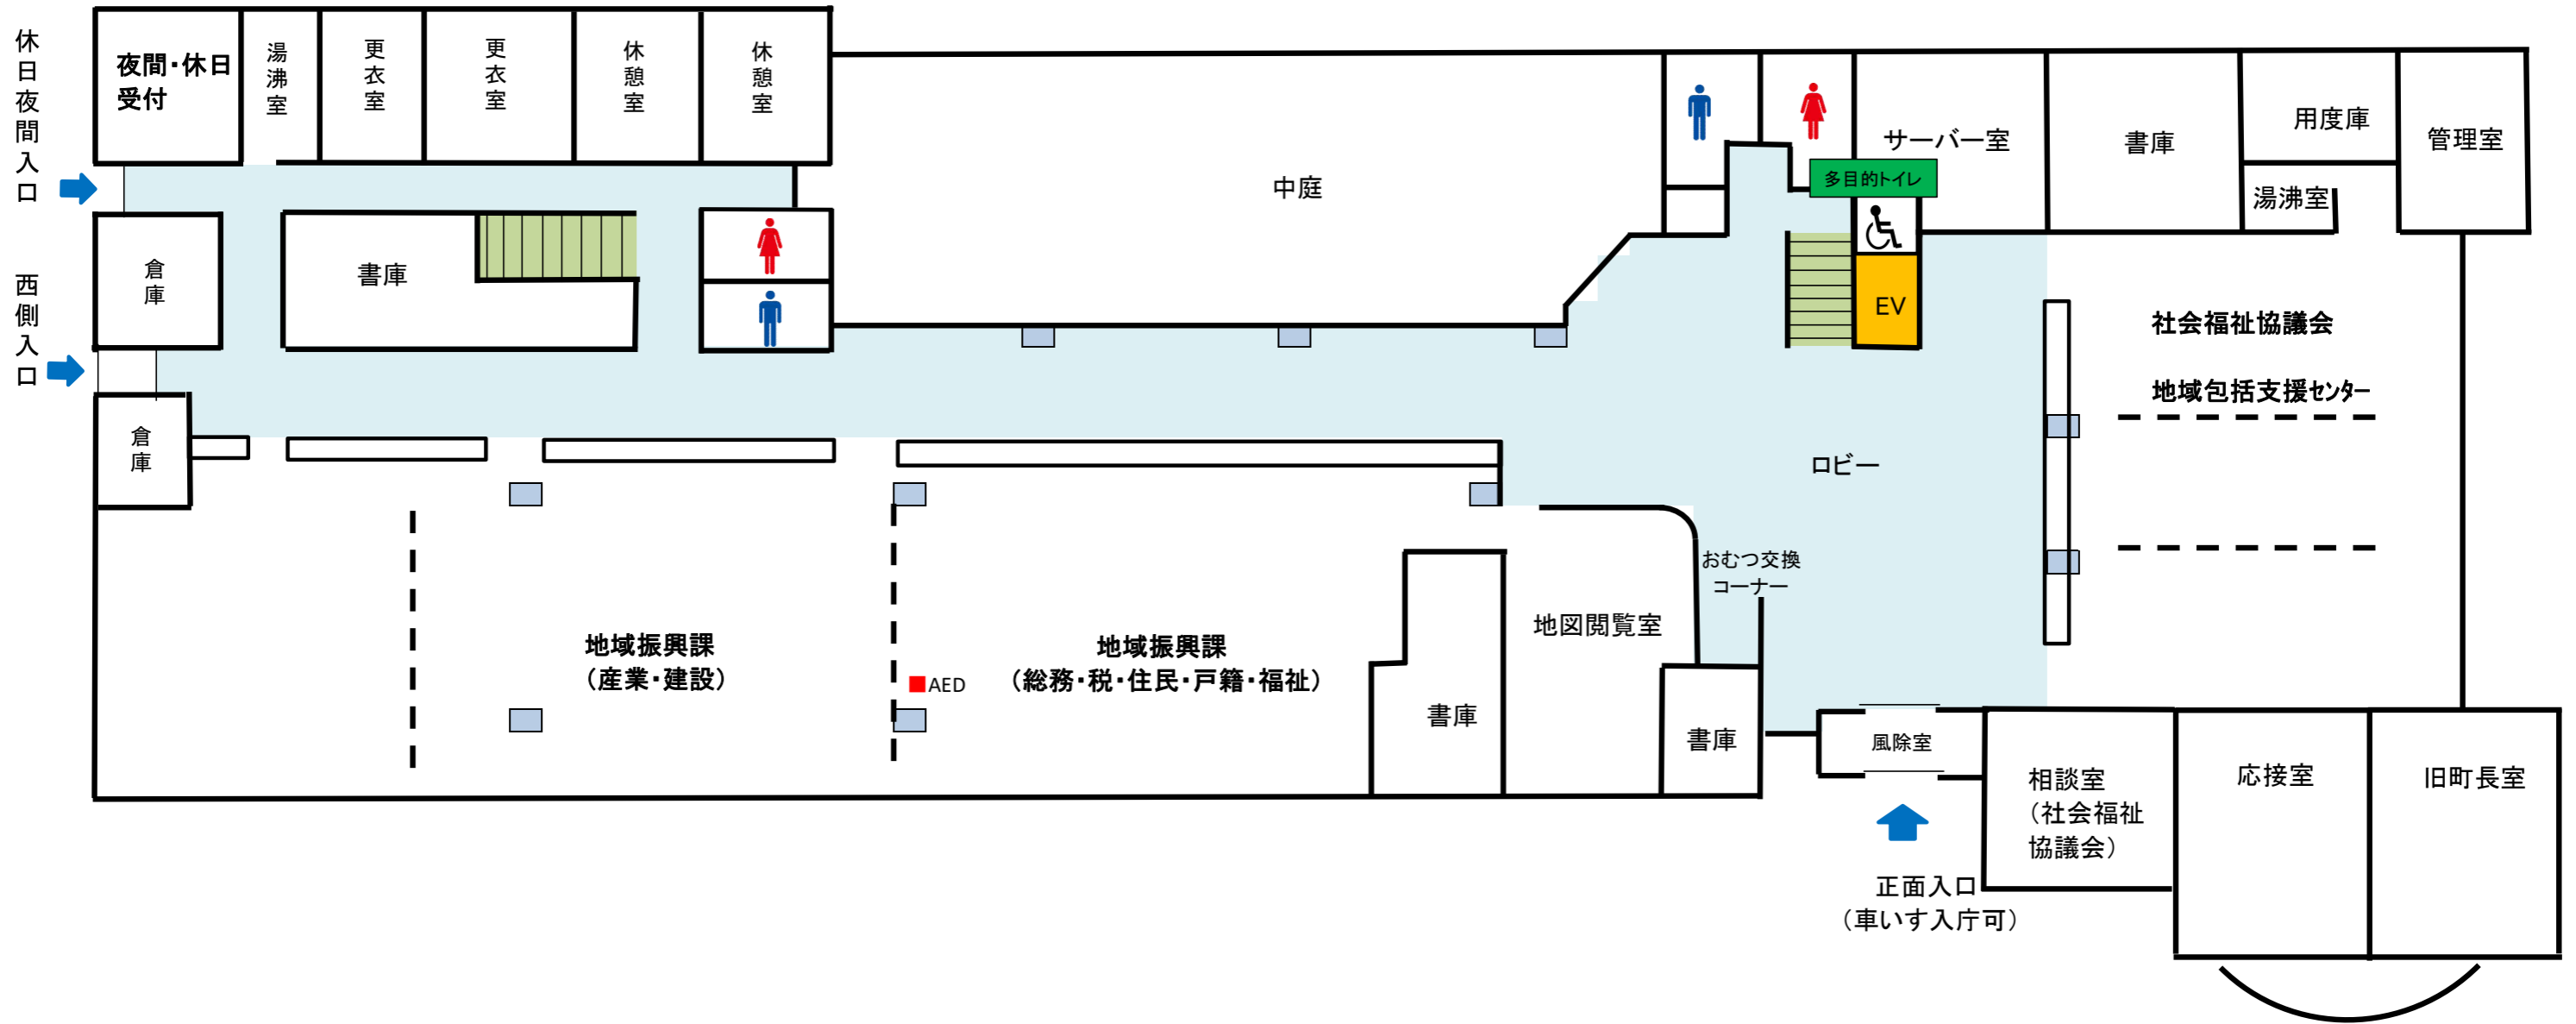 休日夜間入口
夜間・休日
受付
湯沸室
更衣室
更衣室
休憩室
休憩室
中庭
サーバー室
書庫
用度庫
管理室
多目的トイレ
湯沸室
西側入口
倉庫
書庫
EV
社会福祉協議会
地域包括支援センター
倉庫
ロビー
おむつ交換
コーナー
地域振興課
（産業・建設）
AED
地域振興課
（総務・税・住民・戸籍・福祉）
地図閲覧室
書庫
書庫
風除室
相談室
（社会福祉
協議会）
応接室
旧町長室
正面入口
（車いす入庁可）